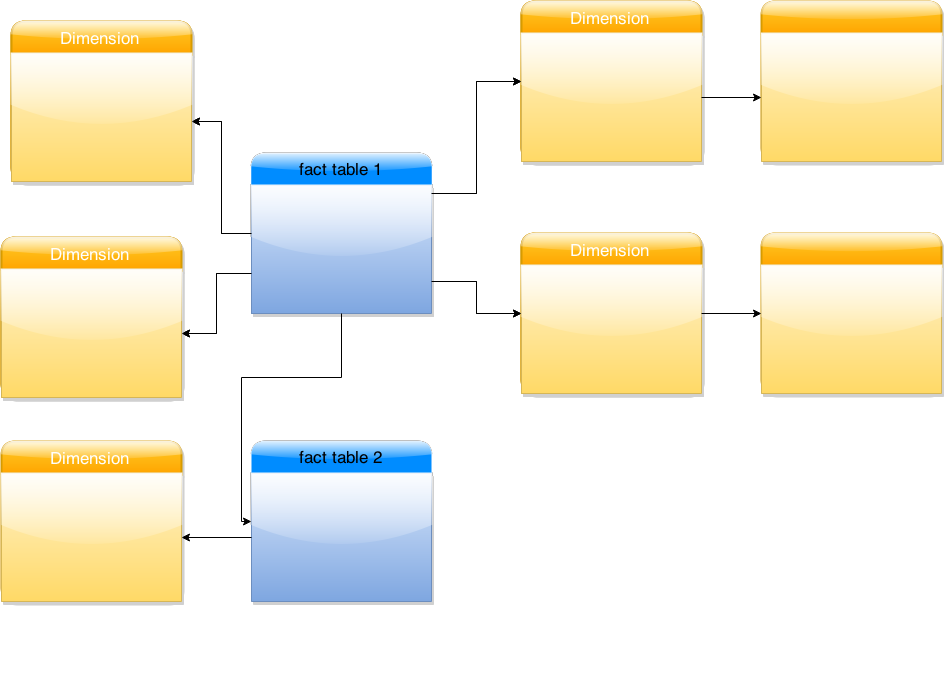 Dimension
Dimension
fact table 1
Dimension
Dimension
Dimension
fact table 2